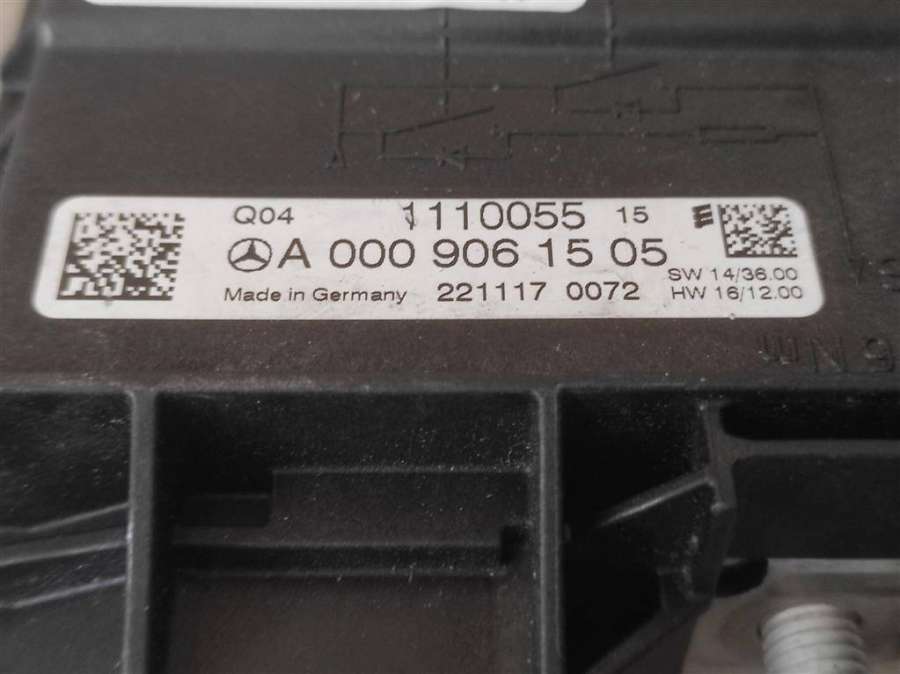 Q04 1110055 15
A 000 906 15 05
SW 14/36.00
Made in Germany 221117 0072
HW 16/12.00